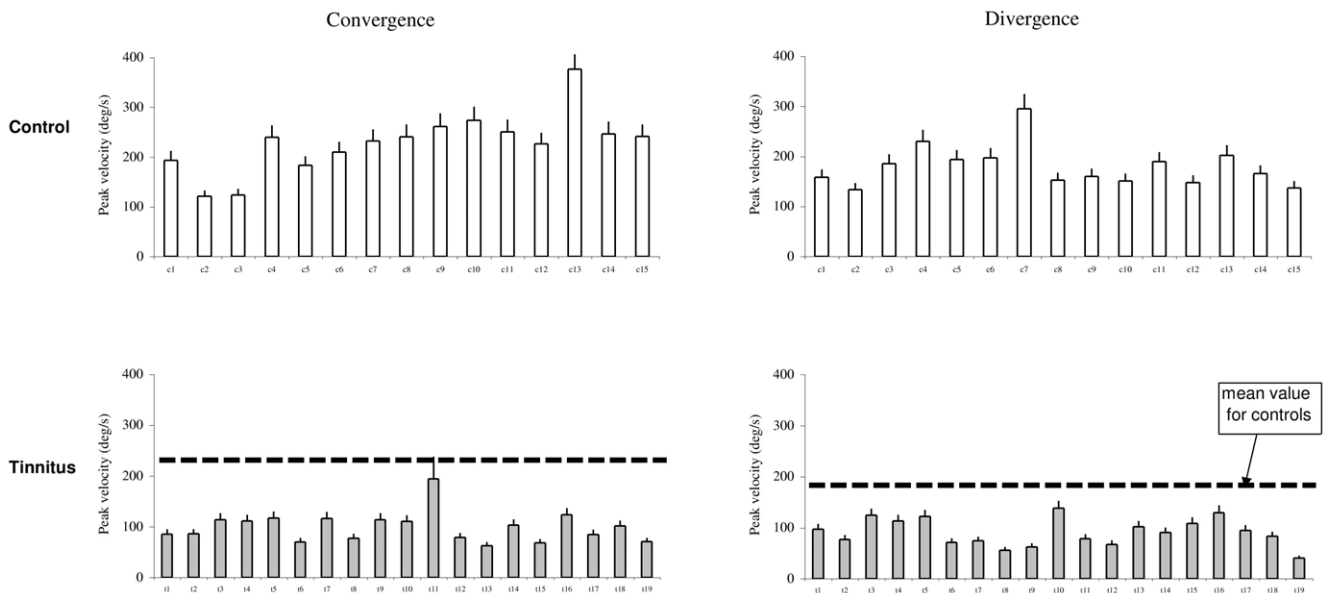 Convergence
Divergence
Control
Peak velocity (deg/s)
400
300
200
100
0
c1 c2 c3 c4 c5 c6 c7 c8 c9 c10 c11 c12 c13 c14 c15
Peak velocity (deg/s)
400
300
200
100
0
c1 c2 c3 c4 c5 c6 c7 c8 c9 c10 c11 c12 c13 c14 c15
Tinnitus
Peak velocity (deg/s)
400
300
200
100
0
t1 t2 t3 t4 t5 t6 t7 t8 t9 t10 t11 t12 t13 t14 t15 t16 t17 t18 t19
Peak velocity (deg/s)
400
300
200
100
0
mean value
for controls
t1 t2 t3 t4 t5 t6 t7 t8 t9 t10 t11 t12 t13 t14 t15 t16 t17 t18 t19